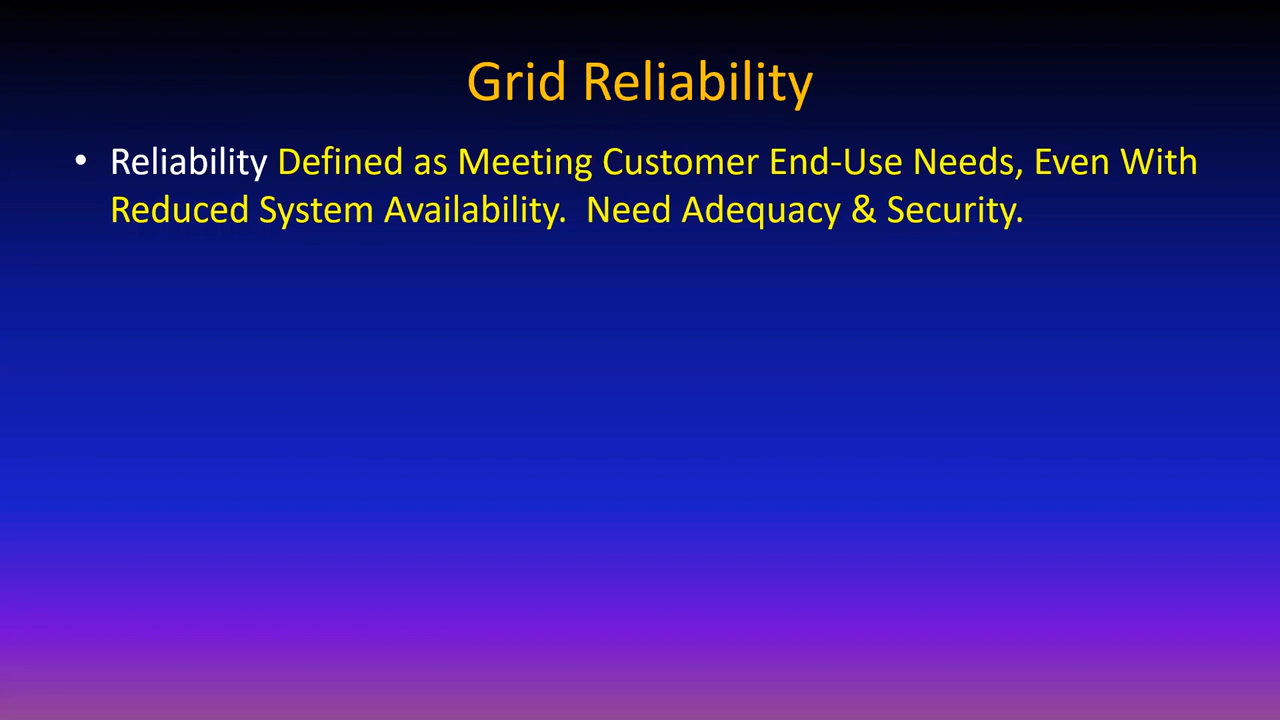 Grid Reliability
• Reliability Defined as Meeting Customer End-Use Needs, Even With
Reduced System Availability.  Need Adequacy & Security.